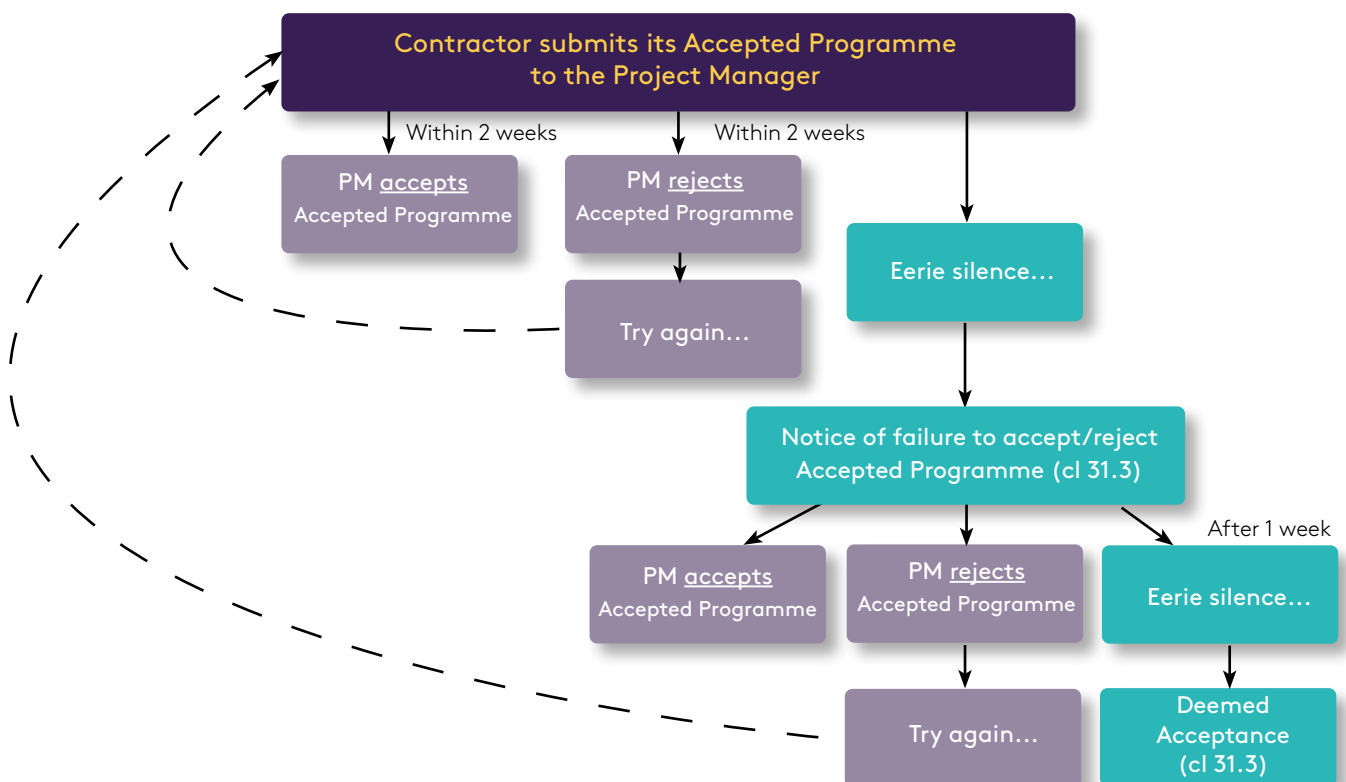 Contractor submits its Accepted Programme
to the Project Manager
Within 2 weeks
Within 2 weeks
PM accepts
Accepted Programme
PM rejects
Accepted Programme
Eerie silence...
Try again...
Notice of failure to accept/reject
Accepted Programme (cl 31.3)
After 1 week
PM accepts
Accepted Programme
PM rejects
Accepted Programme
Eerie silence...
Try again...
Deemed
Acceptance
(cl 31.3)